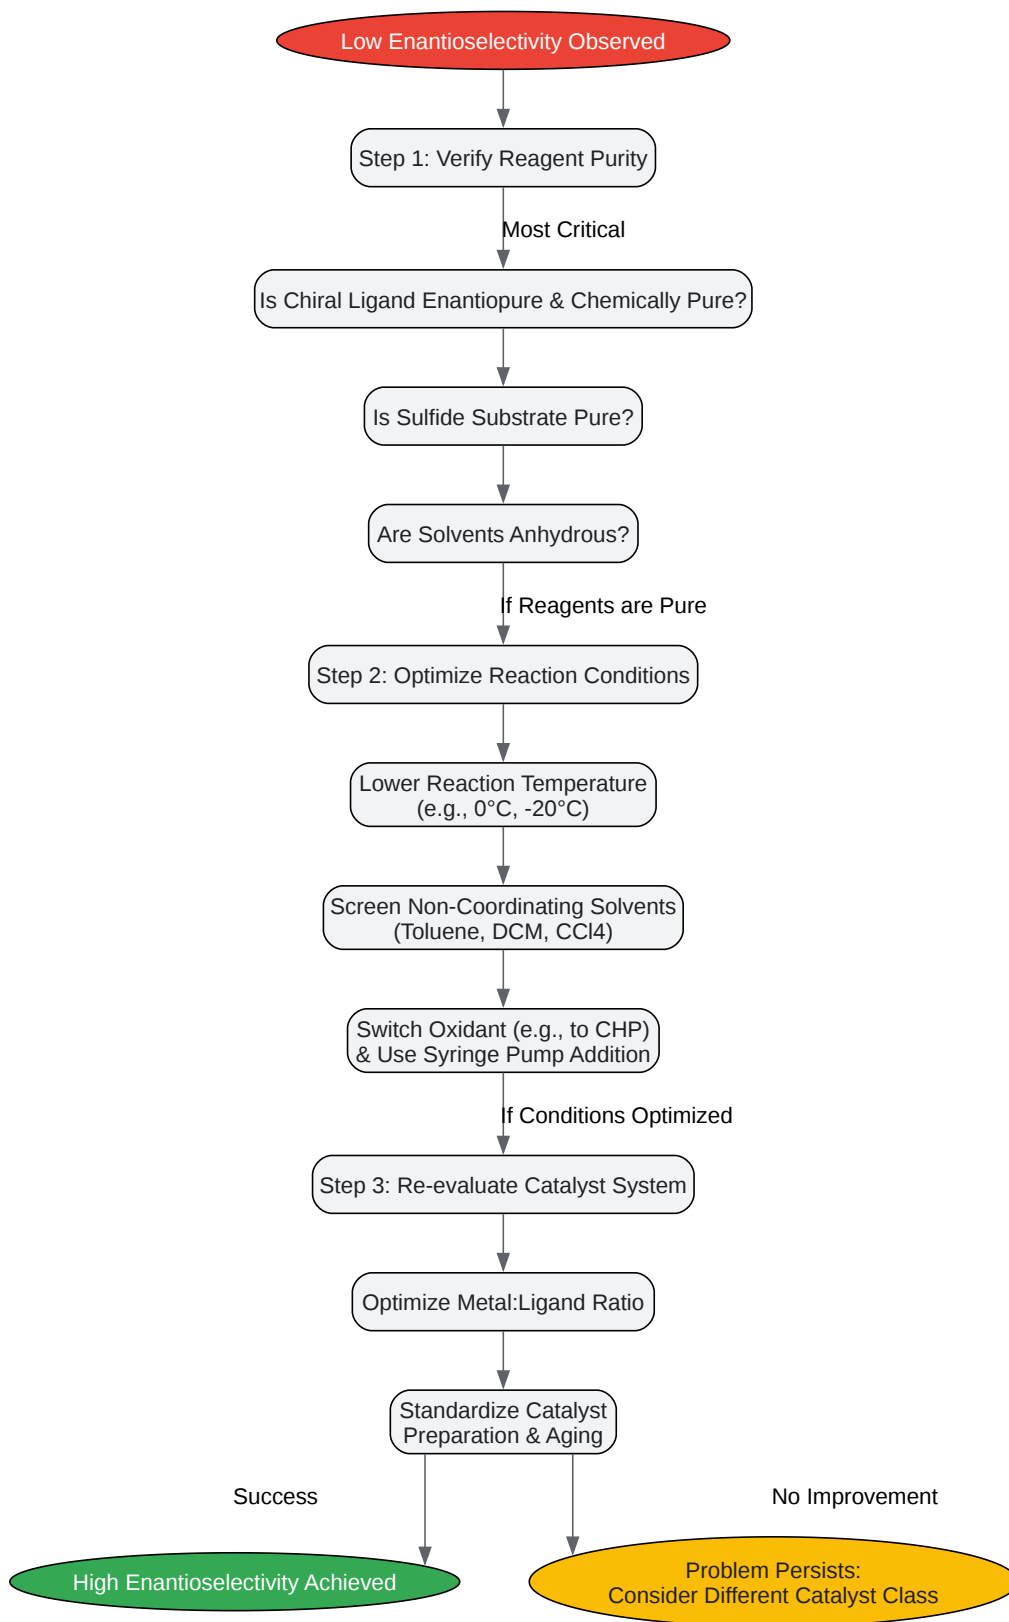 Low Enantioselectivity Observed
Step 1: Verify Reagent Purity
Most Critical
Is Chiral Ligand Enantiopure & Chemically Pure?
Is Sulfide Substrate Pure?
Are Solvents Anhydrous?
If Reagents are Pure
Step 2: Optimize Reaction Conditions
Lower Reaction Temperature
(e.g., 0°C, -20°C)
Screen Non-Coordinating Solvents
(Toluene, DCM, CCl4)
Switch Oxidant (e.g., to CHP)
& Use Syringe Pump Addition
If Conditions Optimized
Step 3: Re-evaluate Catalyst System
Optimize Metal:Ligand Ratio
Standardize Catalyst
Preparation & Aging
Success
No Improvement
High Enantioselectivity Achieved
Problem Persists:
Consider Different Catalyst Class